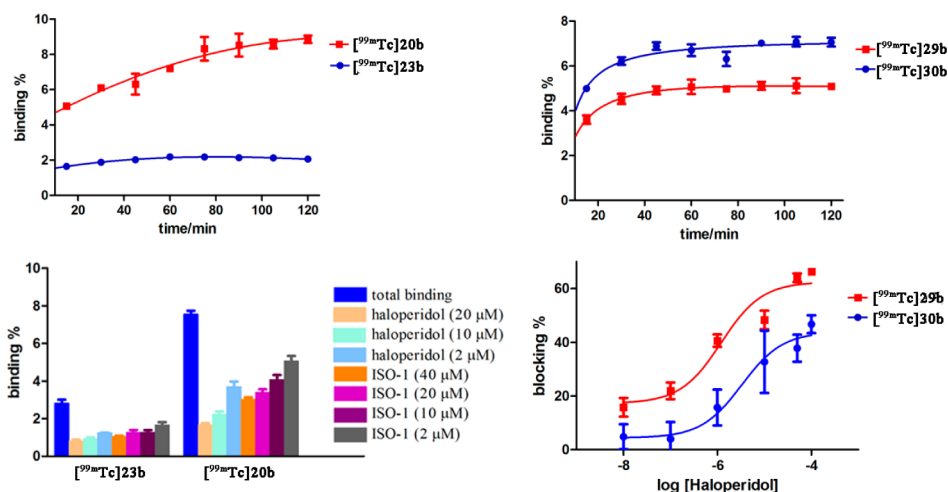 10
8
6
4
2
0
binding %
20 40 60 80 100 120
time/min
[⁹⁹ᵐTc]20b
[⁹⁹ᵐTc]23b
8
6
4
2
0
binding %
20 40 60 80 100 120
time/min
[⁹⁹ᵐTc]29b
[⁹⁹ᵐTc]30b
10
8
6
4
2
0
binding %
[⁹⁹ᵐTc]23b [⁹⁹ᵐTc]20b
total binding
haloperidol (20 μM)
haloperidol (10 μM)
haloperidol (2 μM)
ISO-1 (40 μM)
ISO-1 (20 μM)
ISO-1 (10 μM)
ISO-1 (2 μM)
60
40
20
0
blocking %
-8 -6 -4
log [Haloperidol]
[⁹⁹ᵐTc]29b
[⁹⁹ᵐTc]30b